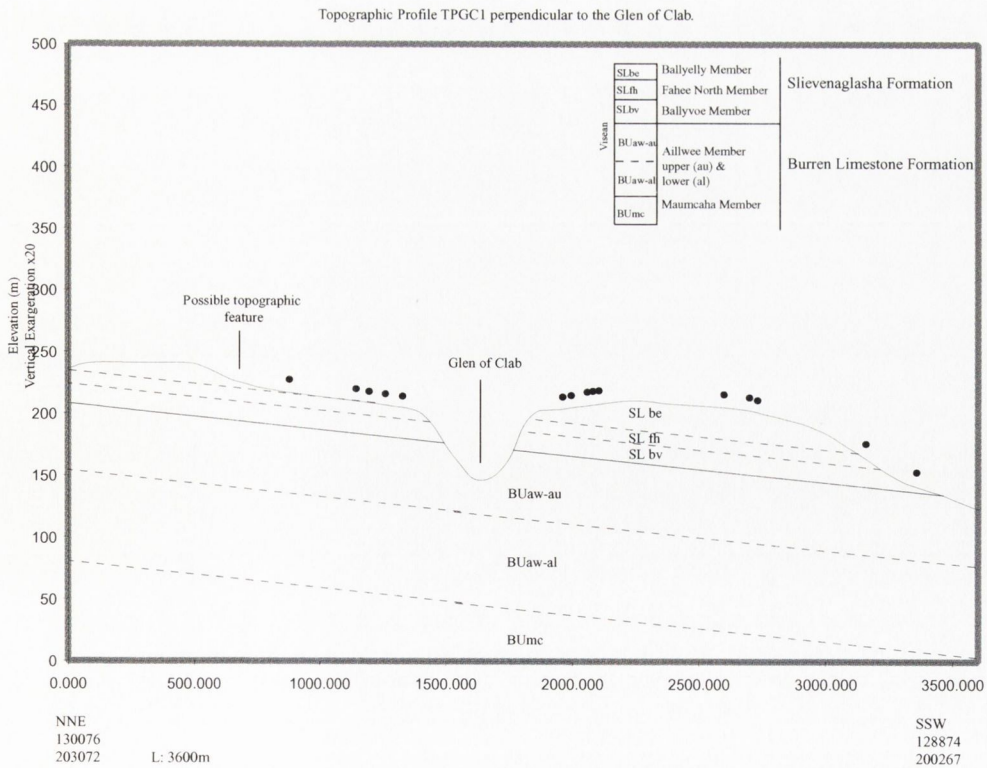 Topographic Profile TPGC1 perpendicular to the Glen of Clab.
500
450
400
350
300
250
200
150
100
50
0
Elevation (m)
Vertical Exargeration x20
Visean
SLbe Ballyelly Member
SLfh Fahee North Member
SLbv Ballyvoe Member
Slievenaglasha Formation
BUaw-au
Aillwee Member
upper (au) &
lower (al)
BUaw-al
BUmc Maumcaha Member
Burren Limestone Formation
Possible topographic
feature
Glen of Clab
SL be
SL fh
SL bv
BUaw-au
BUaw-al
BUmc
0.000 500.000 1000.000 1500.000 2000.000 2500.000 3000.000 3500.000
NNE
130076
203072 L: 3600m
SSW
128874
200267